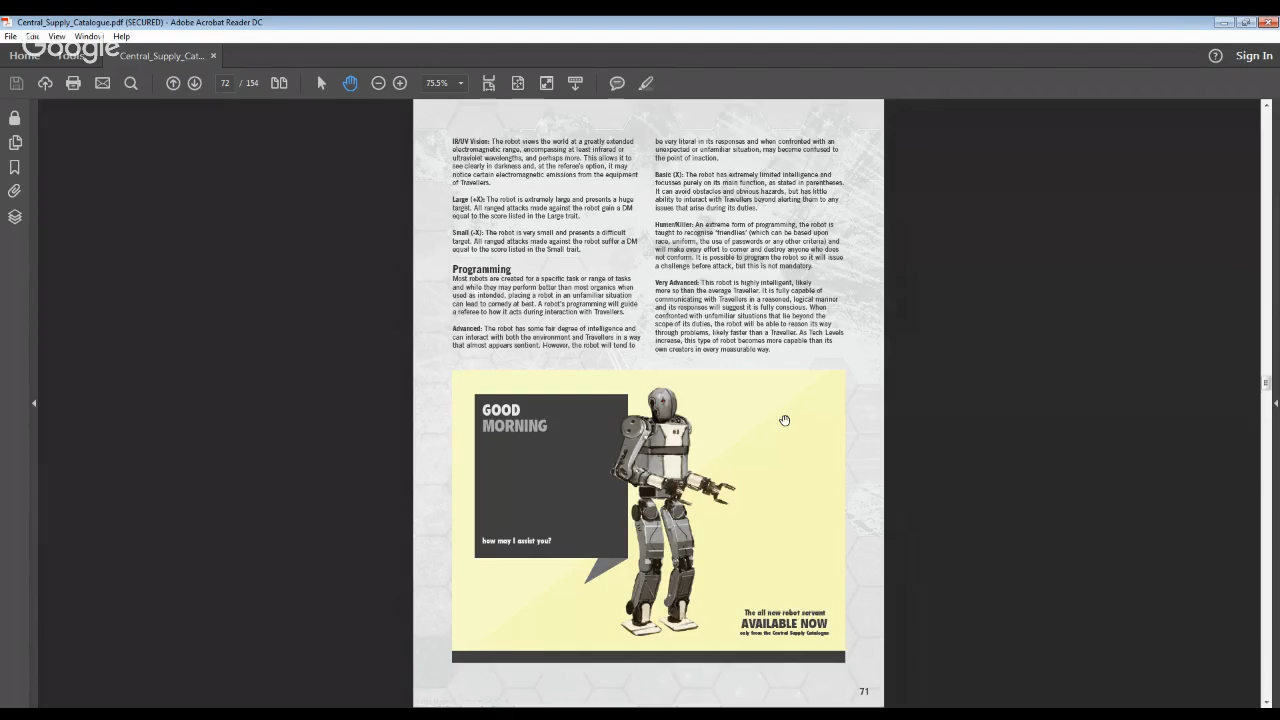 Central_Supply_Catalogue.pdf (SECURED) - Adobe Acrobat Reader DC
File Edit View Window Help
Google
Home Tools Central_Supply_Cat... × Sign In
72 / 154 75.5%
IR/UV Vision: The robot views the world at a greatly extended
electromagnetic range, encompassing at least infrared or
ultraviolet wavelengths, and perhaps more. This allows it to
see clearly in darkness and, at the referee's option, it may
notice certain electromagnetic emissions from the equipment
of Travellers.
Large (+X): The robot is extremely large and presents a huge
target. All ranged attacks made against the robot gain a DM
equal to the score listed in the Large trait.
Small (-X): The robot is very small and presents a difficult
target. All ranged attacks made against the robot suffer a DM
equal to the score listed in the Small trait.
Programming
Most robots are created for a specific task or range of tasks
and while they may perform better than most organics when
used as intended, placing a robot in an unfamiliar situation
can lead to comedy at best. A robot's programming will guide
a referee to how it acts during interaction with Travellers.
Advanced: The robot has some fair degree of intelligence and
can interact with both the environment and Travellers in a way
that almost appears sentient. However, the robot will tend to
be very literal in its responses and when confronted with an
unexpected or unfamiliar situation, may become confused to
the point of inaction.
Basic (X): The robot has extremely limited intelligence and
focusses purely on its main function, as stated in parentheses.
It can avoid obstacles and obvious hazards, but has little
ability to interact with Travellers beyond alerting them to any
issues that arise during its duties.
Hunter/Killer: An extreme form of programming, the robot is
taught to recognise 'friendlies' (which can be based upon
race, uniform, the use of passwords or any other criteria) and
will make every effort to corner and destroy anyone who does
not conform. It is possible to program the robot so it will issue
a challenge before attack, but this is not mandatory.
Very Advanced: This robot is highly intelligent, likely
more so than the average Traveller. It is fully capable of
communicating with Travellers in a reasoned, logical manner
and its responses will suggest it is fully conscious. When
confronted with unfamiliar situations that lie beyond the
scope of its duties, the robot will be able to reason its way
through problems, likely faster than a Traveller. As Tech Levels
increase, this type of robot becomes more capable than its
own creators in every measurable way.
GOOD
MORNING
how may I assist you?
The all new robot servant
AVAILABLE NOW
only from the Central Supply Catalogue
71